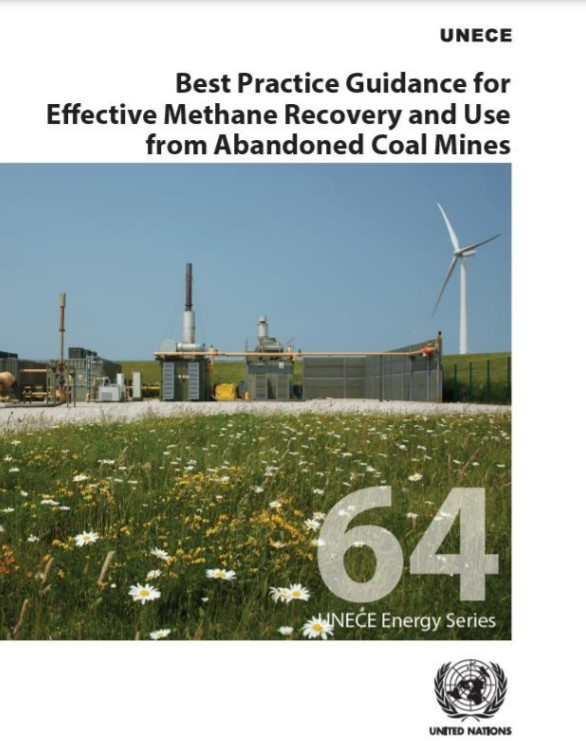 UNECE
Best Practice Guidance for
Effective Methane Recovery and Use
from Abandoned Coal Mines
64
UNECE Energy Series
UNITED NATIONS